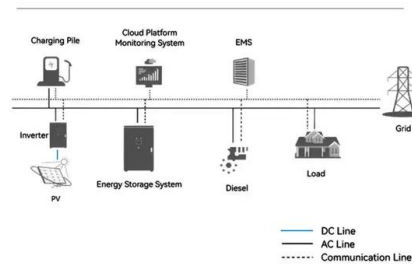 Charging Pile
Cloud Platform
Monitoring System
EMS
Grid
Inverter
PV
Energy Storage System
Diesel
Load
DC Line
AC Line
Communication Line